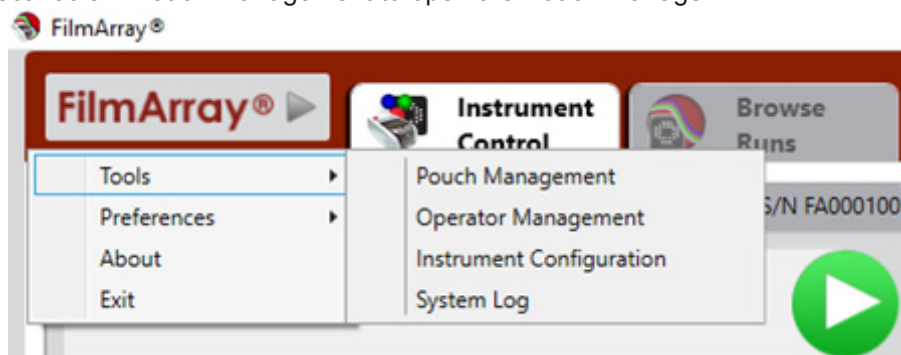 FilmArray®
FilmArray®
Instrument
Control
Browse
Runs
Tools
Pouch Management
Preferences
Operator Management
S/N FA000100
About
Instrument Configuration
Exit
System Log